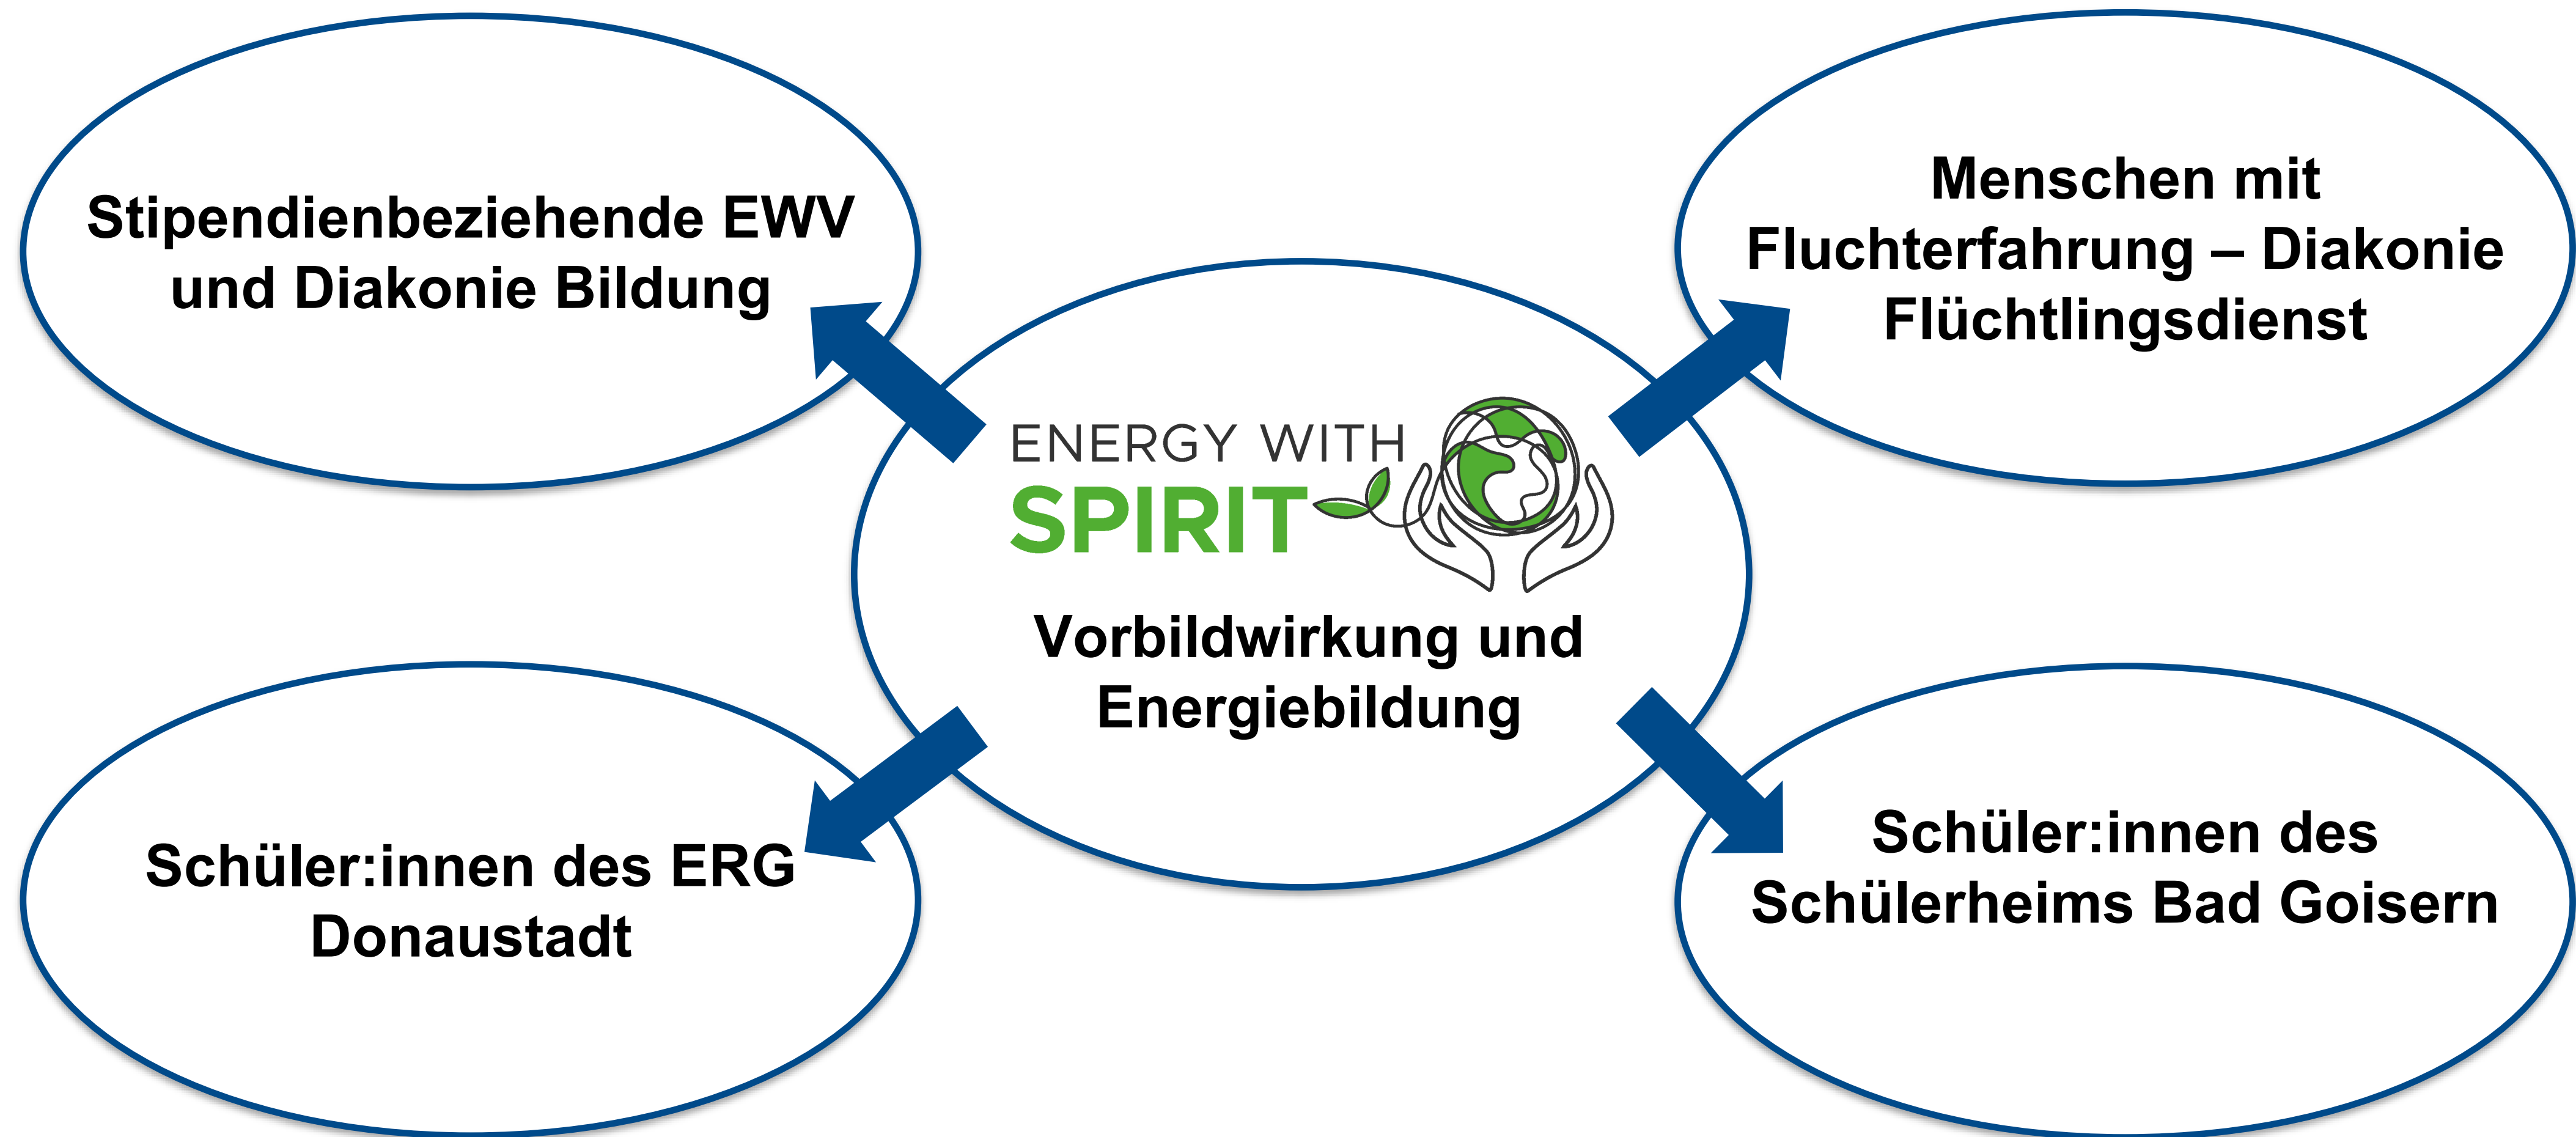 Stipendienbeziehende EWV
und Diakonie Bildung
Menschen mit
Fluchterfahrung – Diakonie
Flüchtlingsdienst
ENERGY WITH
SPIRIT
Vorbildwirkung und
Energiebildung
Schüler:innen des ERG
Donaustadt
Schüler:innen des
Schülerheims Bad Goisern